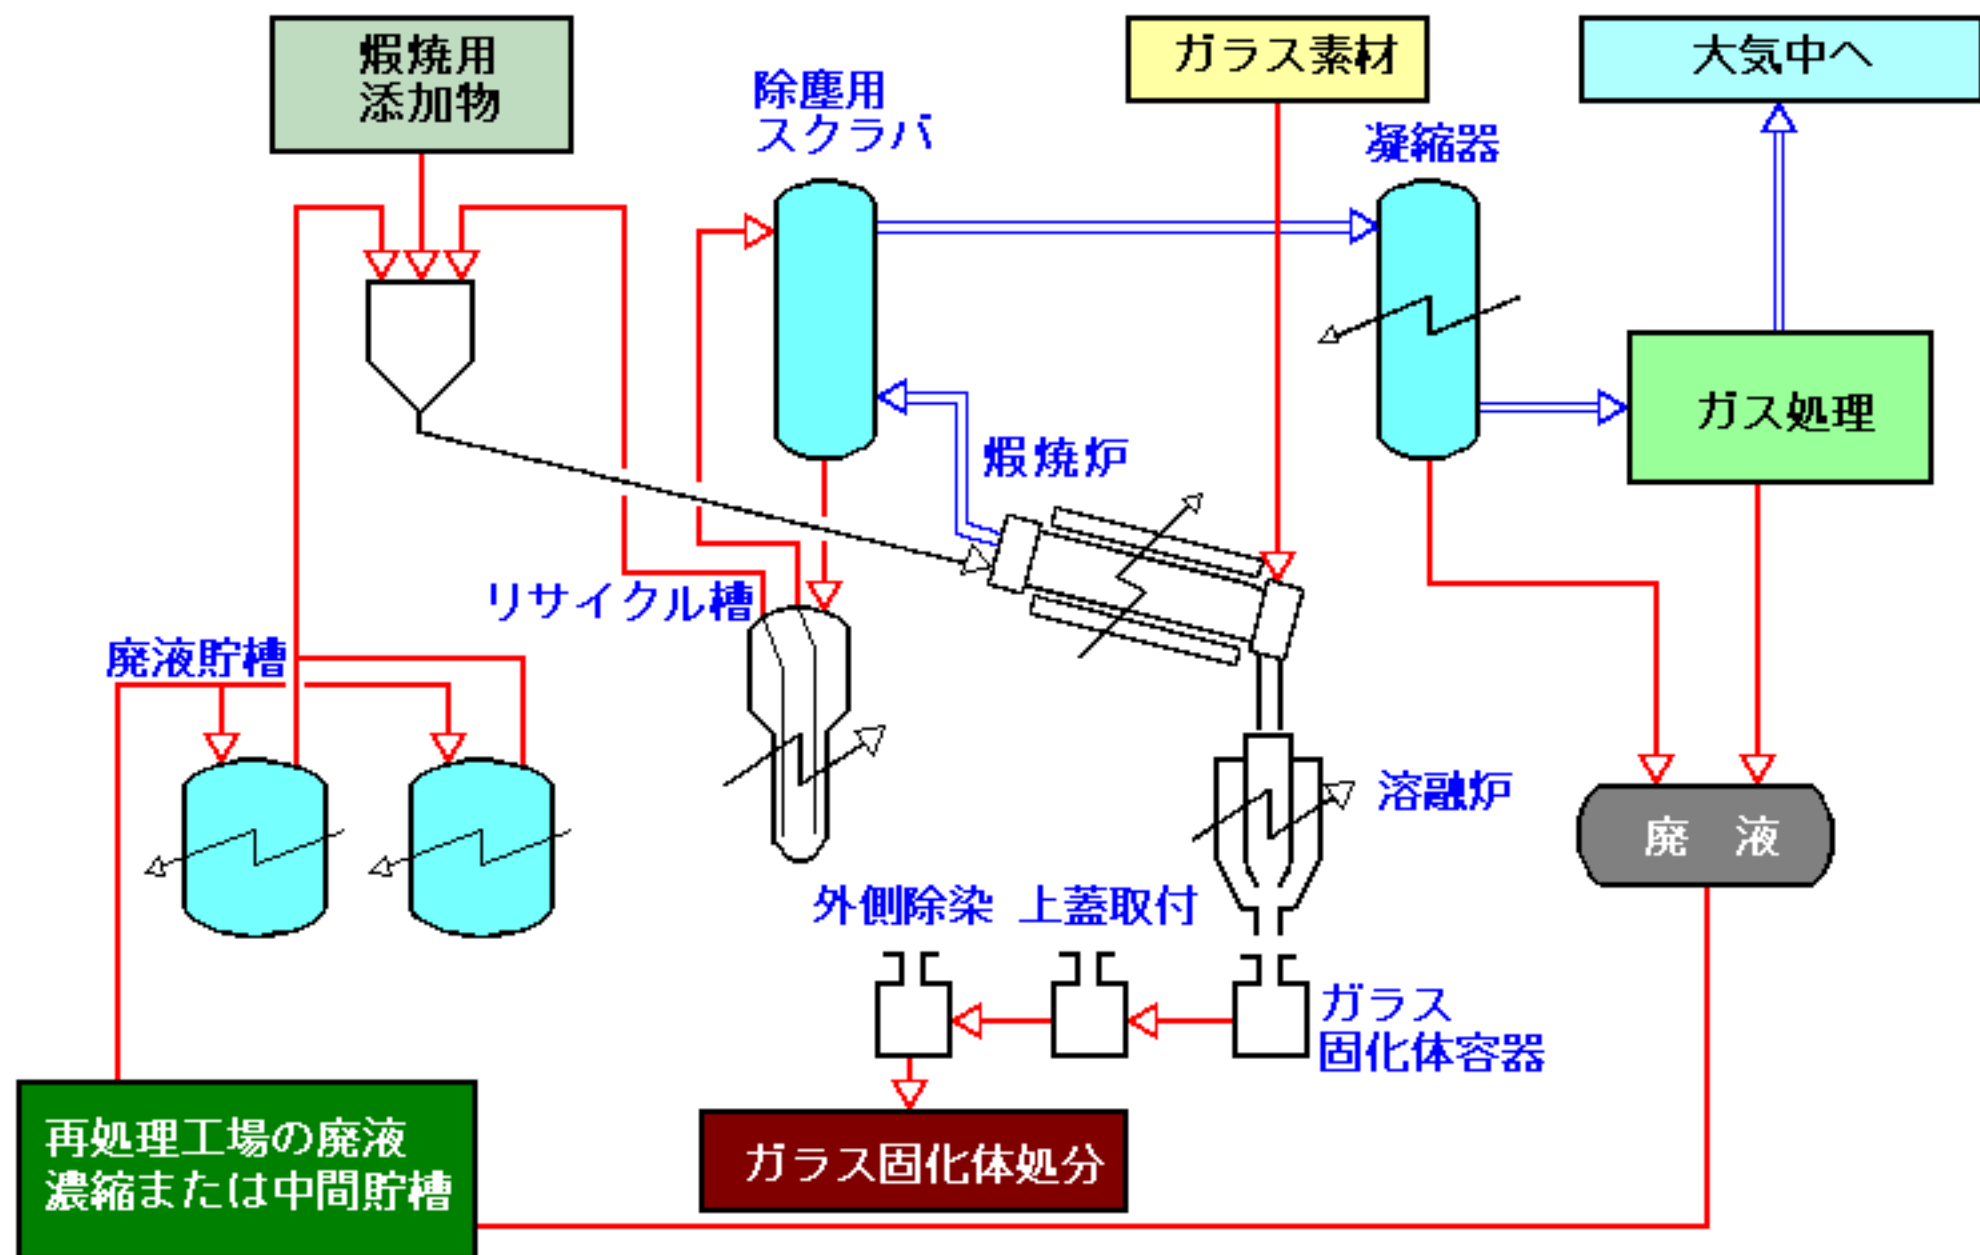 煆焼用
添加物
除塵用
スクラバ
ガラス素材
大気中へ
凝縮器
ガス処理
煆焼炉
リサイクル槽
廃液貯槽
溶融炉
廃　液
外側除染
上蓋取付
ガラス
固化体容器
再処理工場の廃液
濃縮または中間貯槽
ガラス固化体処分